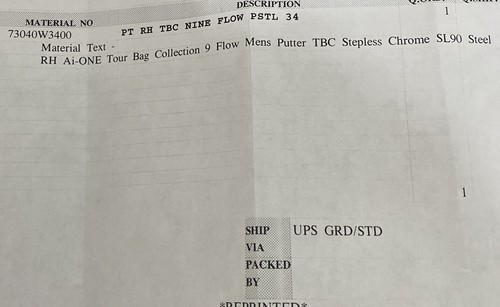 DESCRIPTION
MATERIAL NO
PT RH TBC NINE FLOW PSTL 34
1
73040W3400
Material Text -
RH Ai-ONE Tour Bag Collection 9 Flow Mens Putter TBC Stepless Chrome SL90 Steel
1
SHIP VIA UPS GRD/STD
PACKED BY
*REPRINTED*